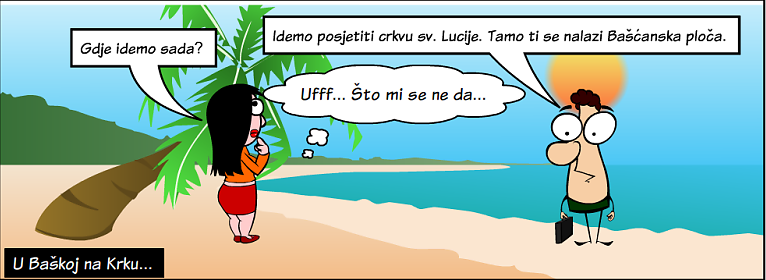 Gdje idemo sada?
Idemo posjetiti crkvu sv. Lucije. Tamo ti se nalazi Bašćanska ploča.
Ufff... Što mi se ne da...
U Baškoj na Krku...